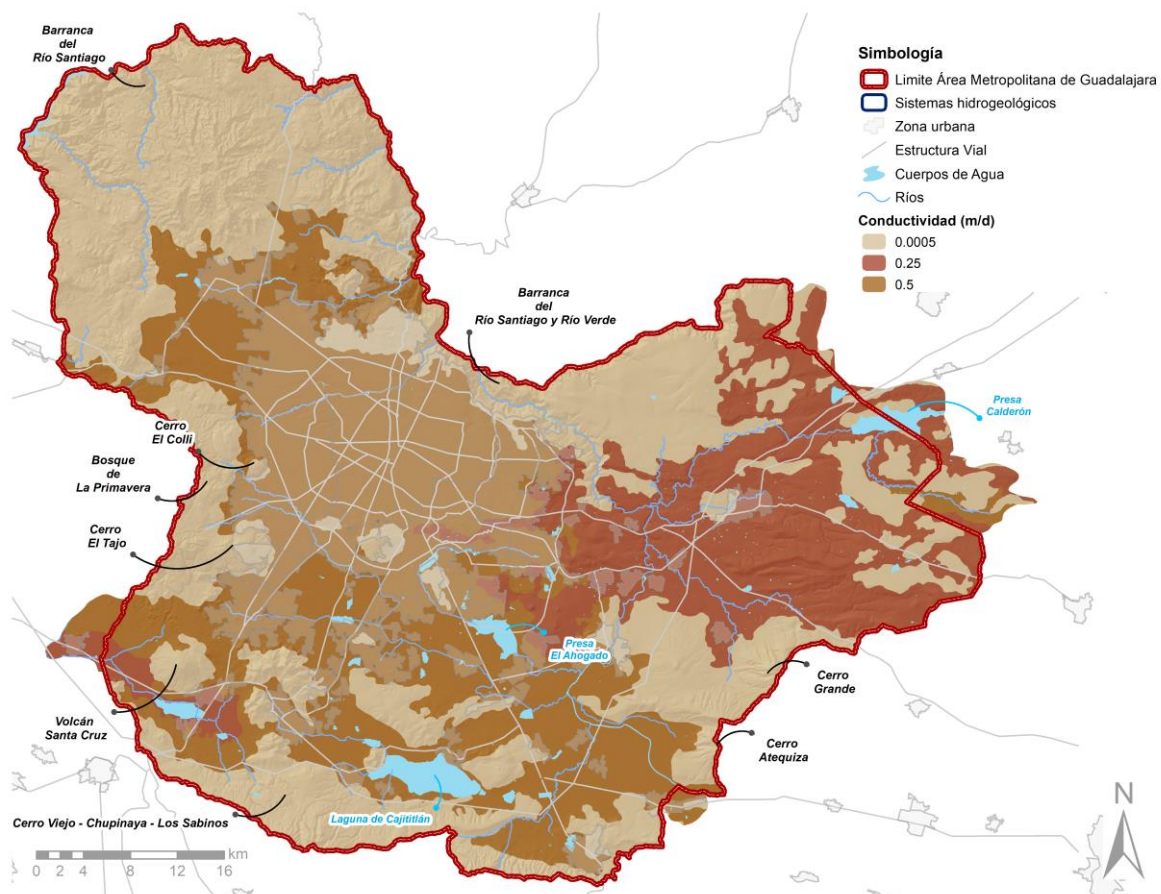 Barranca
del
Río Santiago
Simbología
Limite Área Metropolitana de Guadalajara
Sistemas hidrogeológicos
Zona urbana
Estructura Vial
Cuerpos de Agua
Ríos
Conductividad (m/d)
0.0005
0.25
0.5
Barranca
del
Río Santiago y Río Verde
Presa
Calderón
Cerro
El Colli
Bosque
de
La Primavera
Cerro
El Tajo
Presa
El Ahogado
Cerro
Grande
Volcán
Santa Cruz
Cerro
Atequiza
Cerro Viejo - Chupinaya - Los Sabinos
Laguna de Cajititlán
N
km
0 2 4 8 12 16